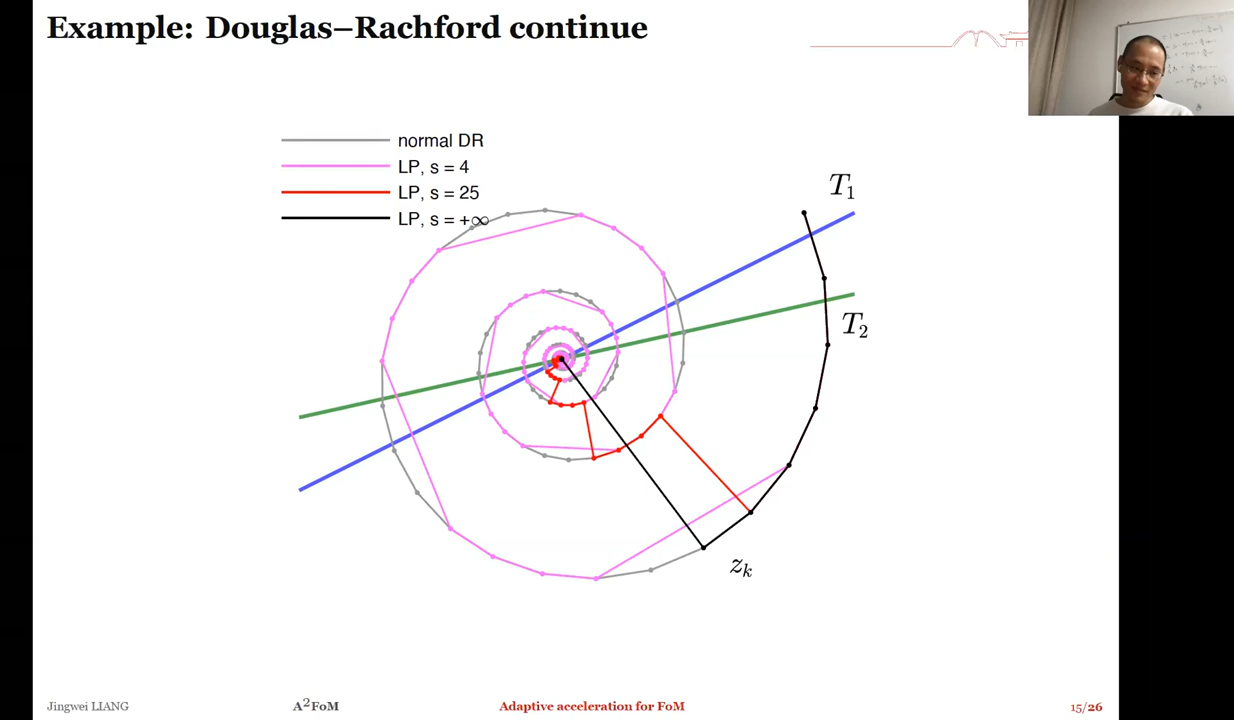 Example: Douglas–Rachford continue
normal DR
LP, s = 4
LP, s = 25
LP, s = +∞
T₁
T₂
zₖ
Jingwei LIANG
A²FoM
Adaptive acceleration for FoM
15/26